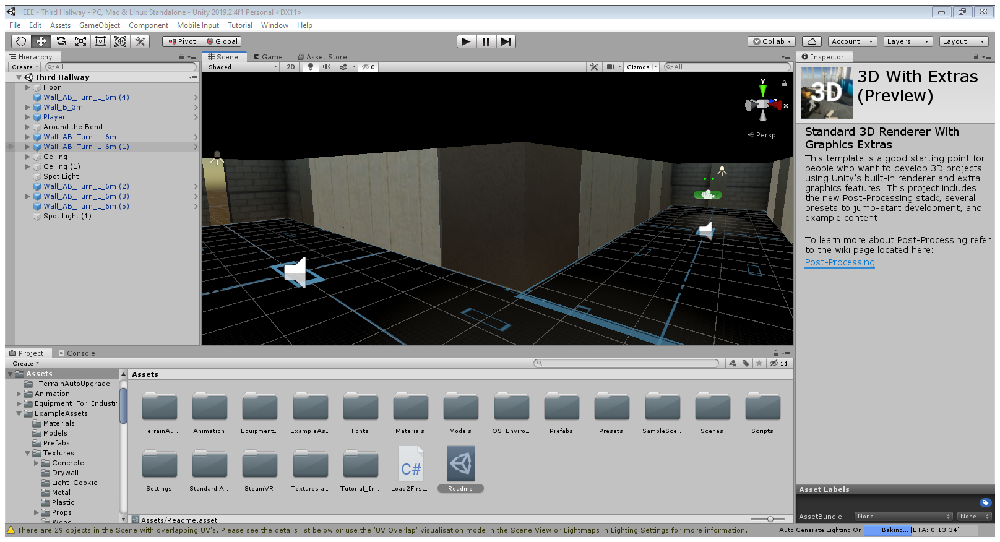 IEEE - Third Hallway - PC, Mac & Linux Standalone - Unity 2019.2.4f1 Personal <DX11>
File Edit Assets GameObject Component Mobile Input Tutorial Window Help
Pivot Global Collab Account Layers Layout
Hierarchy
Create All
Third Hallway
Floor
Wall_AB_Turn_L_6m (4)
Wall_B_3m
Player
Around the Bend
Wall_AB_Turn_L_6m
Wall_AB_Turn_L_6m (1)
Ceiling
Ceiling (1)
Spot Light
Wall_AB_Turn_L_6m (2)
Wall_AB_Turn_L_6m (3)
Wall_AB_Turn_L_6m (5)
Spot Light (1)
Scene Game Asset Store
Shaded 2D 0 Gizmos All
y
z
x
Persp
Inspector
3D
3D With Extras
(Preview)
Standard 3D Renderer With
Graphics Extras
This template is a good starting point for
people who want to develop 3D projects
using Unity's built-in renderer and extra
graphics features. This project includes
the new Post-Processing stack, several
presets to jump-start development, and
example content.
To learn more about Post-Processing refer
to the wiki page located here:
Post-Processing
Asset Labels
AssetBundle None None
Project Console
Create 11
Assets
_TerrainAutoUpgrade
Animation
Equipment_For_Industri
ExampleAssets
Materials
Models
Prefabs
Textures
Concrete
Drywall
Light_Cookie
Metal
Plastic
Props
Wood
Assets
_TerrainAu... Animation Equipment... ExampleAs... Fonts Materials Models OS_Enviro... Prefabs Presets SampleSce... Scenes Scripts
C#
Settings Standard A... SteamVR Textures a... Tutorial_In... Load2First... Readme
Assets/Readme.asset
There are 29 objects in the Scene with overlapping UV's. Please see the details list below or use the 'UV Overlap' visualisation mode in the Scene View or Lightmaps in Lighting Settings for more information. Auto Generate Lighting On Baking... [ETA: 0:13:34]